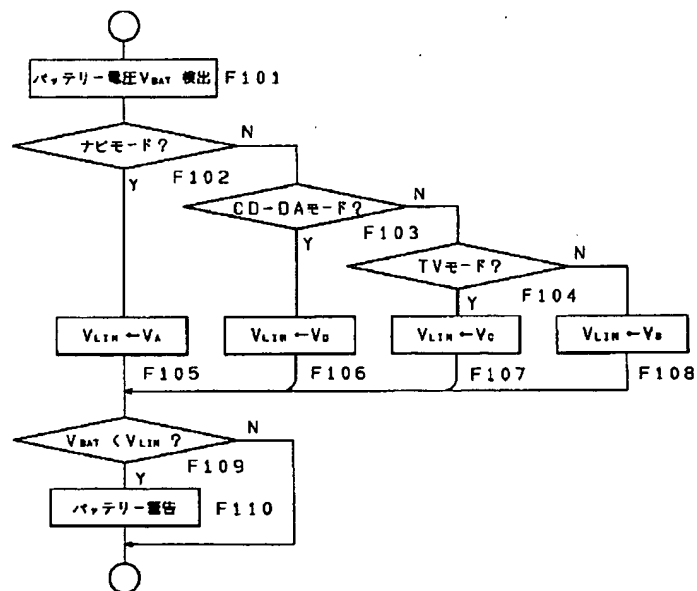 バッテリー電圧VBAT 検出 F101
ナビモード? N
Y F102
CD-DAモード? N
Y F103
TVモード? N
Y F104
VLIM←VA
VLIM←VD
VLIM←VC
VLIM←VB
F105
F106
F107
F108
VBAT<VLIM ? N
Y F109
バッテリー警告 F110